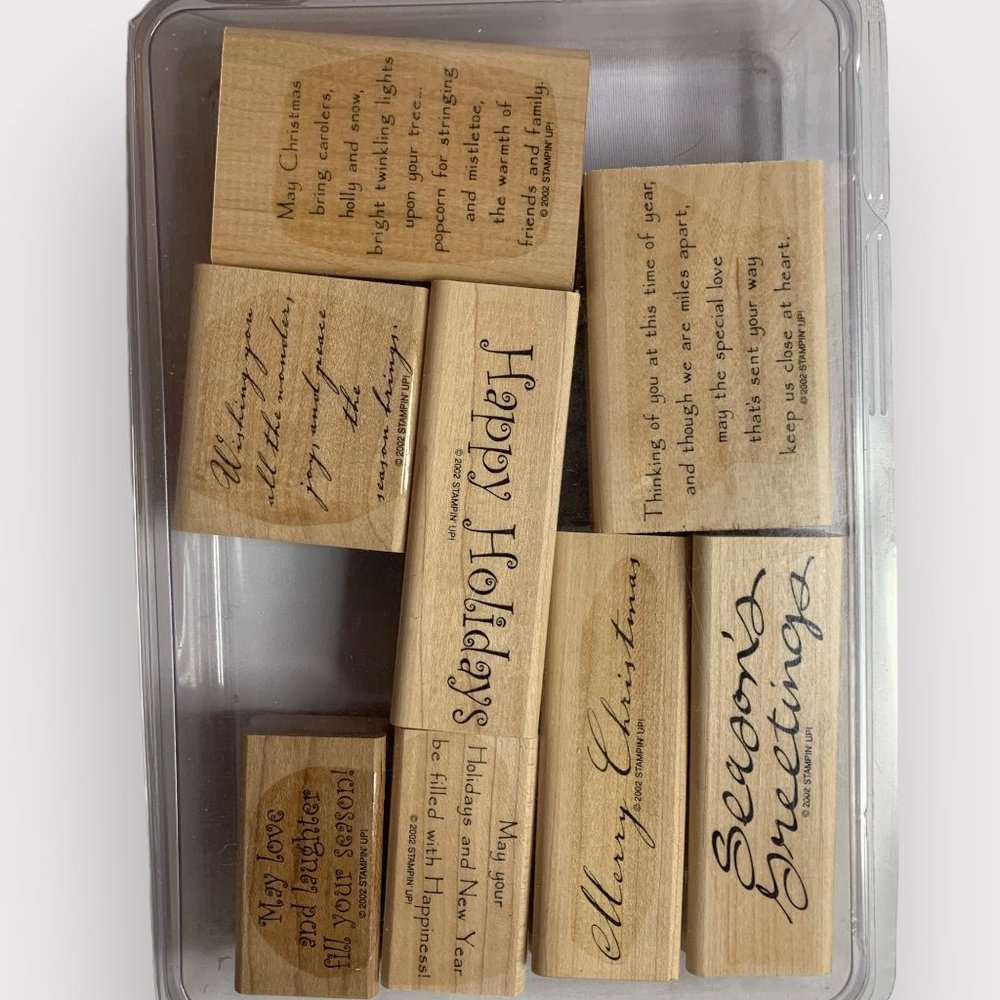 May Christmas
bring carolers,
holly and snow,
bright twinkling lights
upon your tree...
popcorn for stringing
and mistletoe,
the warmth of
friends and family.
© 2002 STAMPIN' UP!
Thinking of you at this time of year,
and though we are miles apart,
may the special love
that's sent your way
keep us close at heart.
© 2002 STAMPIN' UP!
Wishing you
all the wonder,
joy, and peace
the
season brings.
© 2002 STAMPIN' UP!
Happy Holidays
© 2002 STAMPIN' UP!
Merry Christmas
© 2002 STAMPIN' UP!
Season's
Greetings
© 2002 STAMPIN' UP!
May love
and laughter
fill your season!
© 2002 STAMPIN' UP!
May your
Holidays and New Year
be filled with Happiness!
© 2002 STAMPIN' UP!